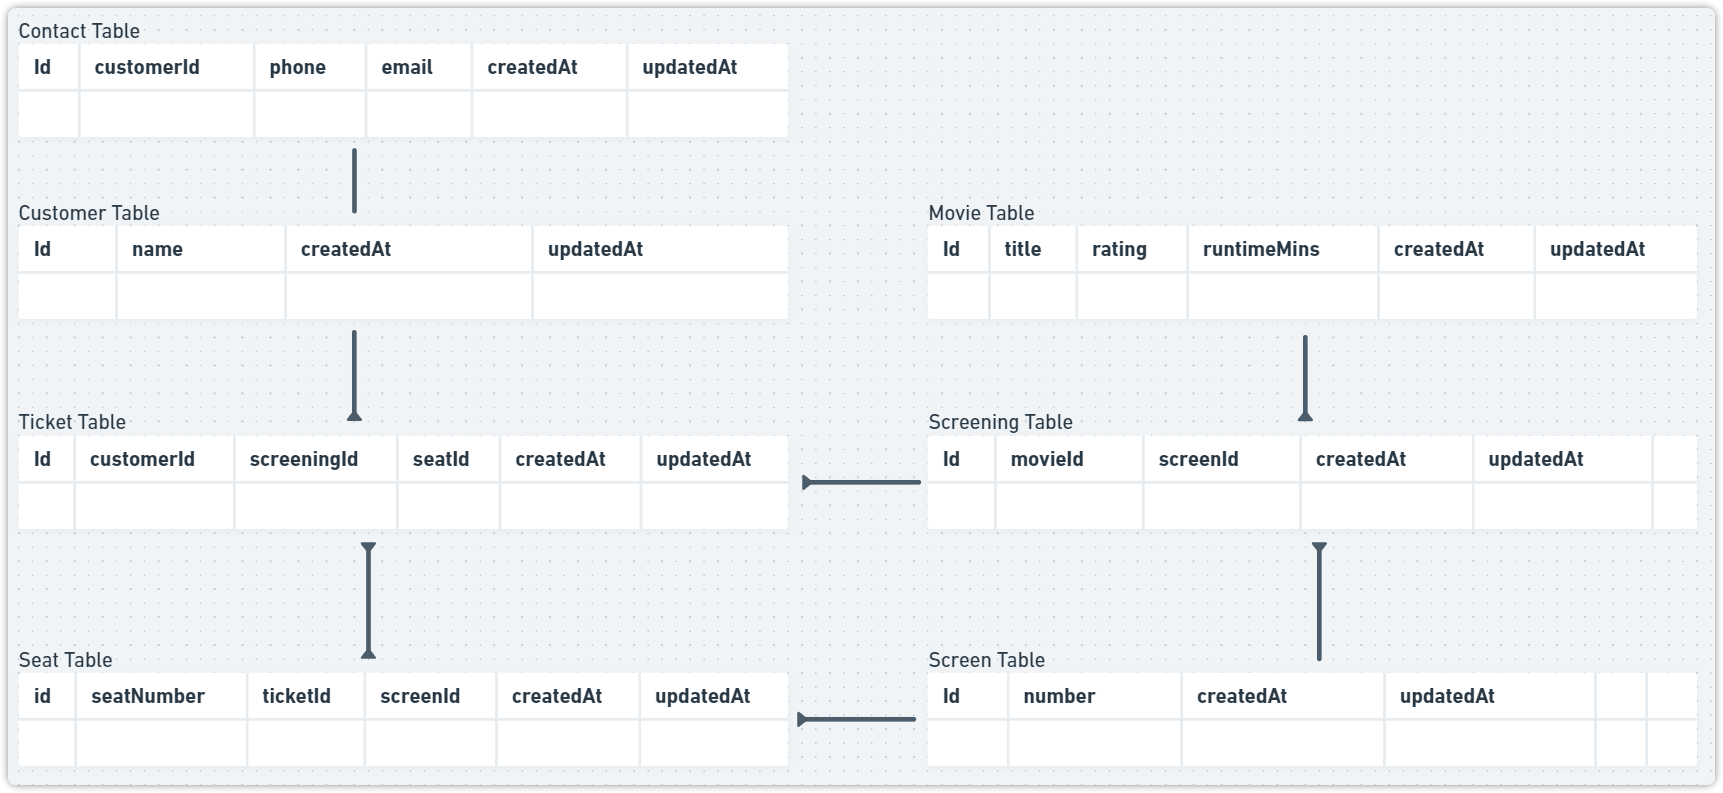 Contact Table
Id customerId phone email createdAt updatedAt
Customer Table
Id name createdAt updatedAt
Movie Table
Id title rating runtimeMins createdAt updatedAt
Ticket Table
Id customerId screeningId seatId createdAt updatedAt
Screening Table
Id movieId screenId createdAt updatedAt
Seat Table
id seatNumber ticketId screenId createdAt updatedAt
Screen Table
Id number createdAt updatedAt